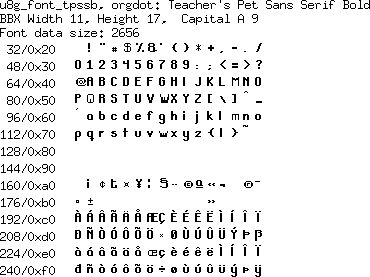 u8g_font_tpssb, orgdot: Teacher's Pet Sans Serif Bold
BBX Width 11, Height 17, Capital A 9
Font data size: 2656
32/0x20 ! " # $ % & ' ( ) * + , - . /
48/0x30 0 1 2 3 4 5 6 7 8 9 : ; < = > ?
64/0x40 @ A B C D E F G H I J K L M N O
80/0x50 P Q R S T U V W X Y Z [ \ ] ^ _
96/0x60 ` a b c d e f g h i j k l m n o
112/0x70 p q r s t u v w x y z { | } ~
128/0x80
144/0x90
160/0xa0 ¡ ¢ £ ¤ ¥ ¦ § ¨ © ª « ¬ ® ¯
176/0xb0 ° ± »
192/0xc0 À Á Â Ã Ä Å Æ Ç È É Ê Ë Ì Í Î Ï
208/0xd0 Ð Ñ Ò Ó Ô Õ Ö × Ø Ù Ú Û Ü Ý Þ ß
224/0xe0 à á â ã ä å æ ç è é ê ë ì í î ï
240/0xf0 ð ñ ò ó ô õ ö ÷ ø ù ú û ü ý þ ÿ